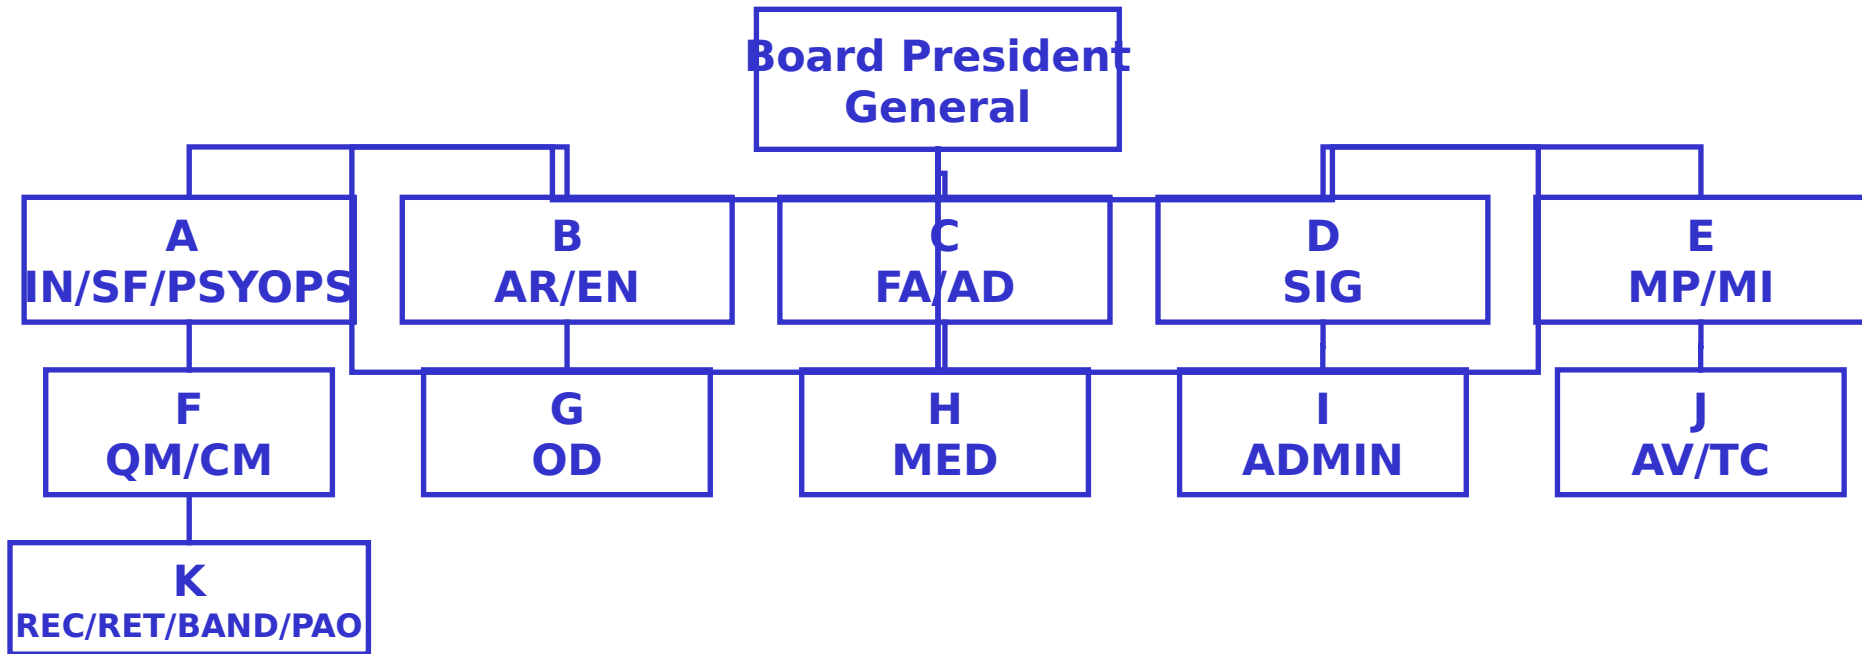 Board President
General
A
IN/SF/PSYOPS
B
AR/EN
C
FA/AD
D
SIG
E
MP/MI
F
QM/CM
G
OD
H
MED
I
ADMIN
J
AV/TC
K
REC/RET/BAND/PAO